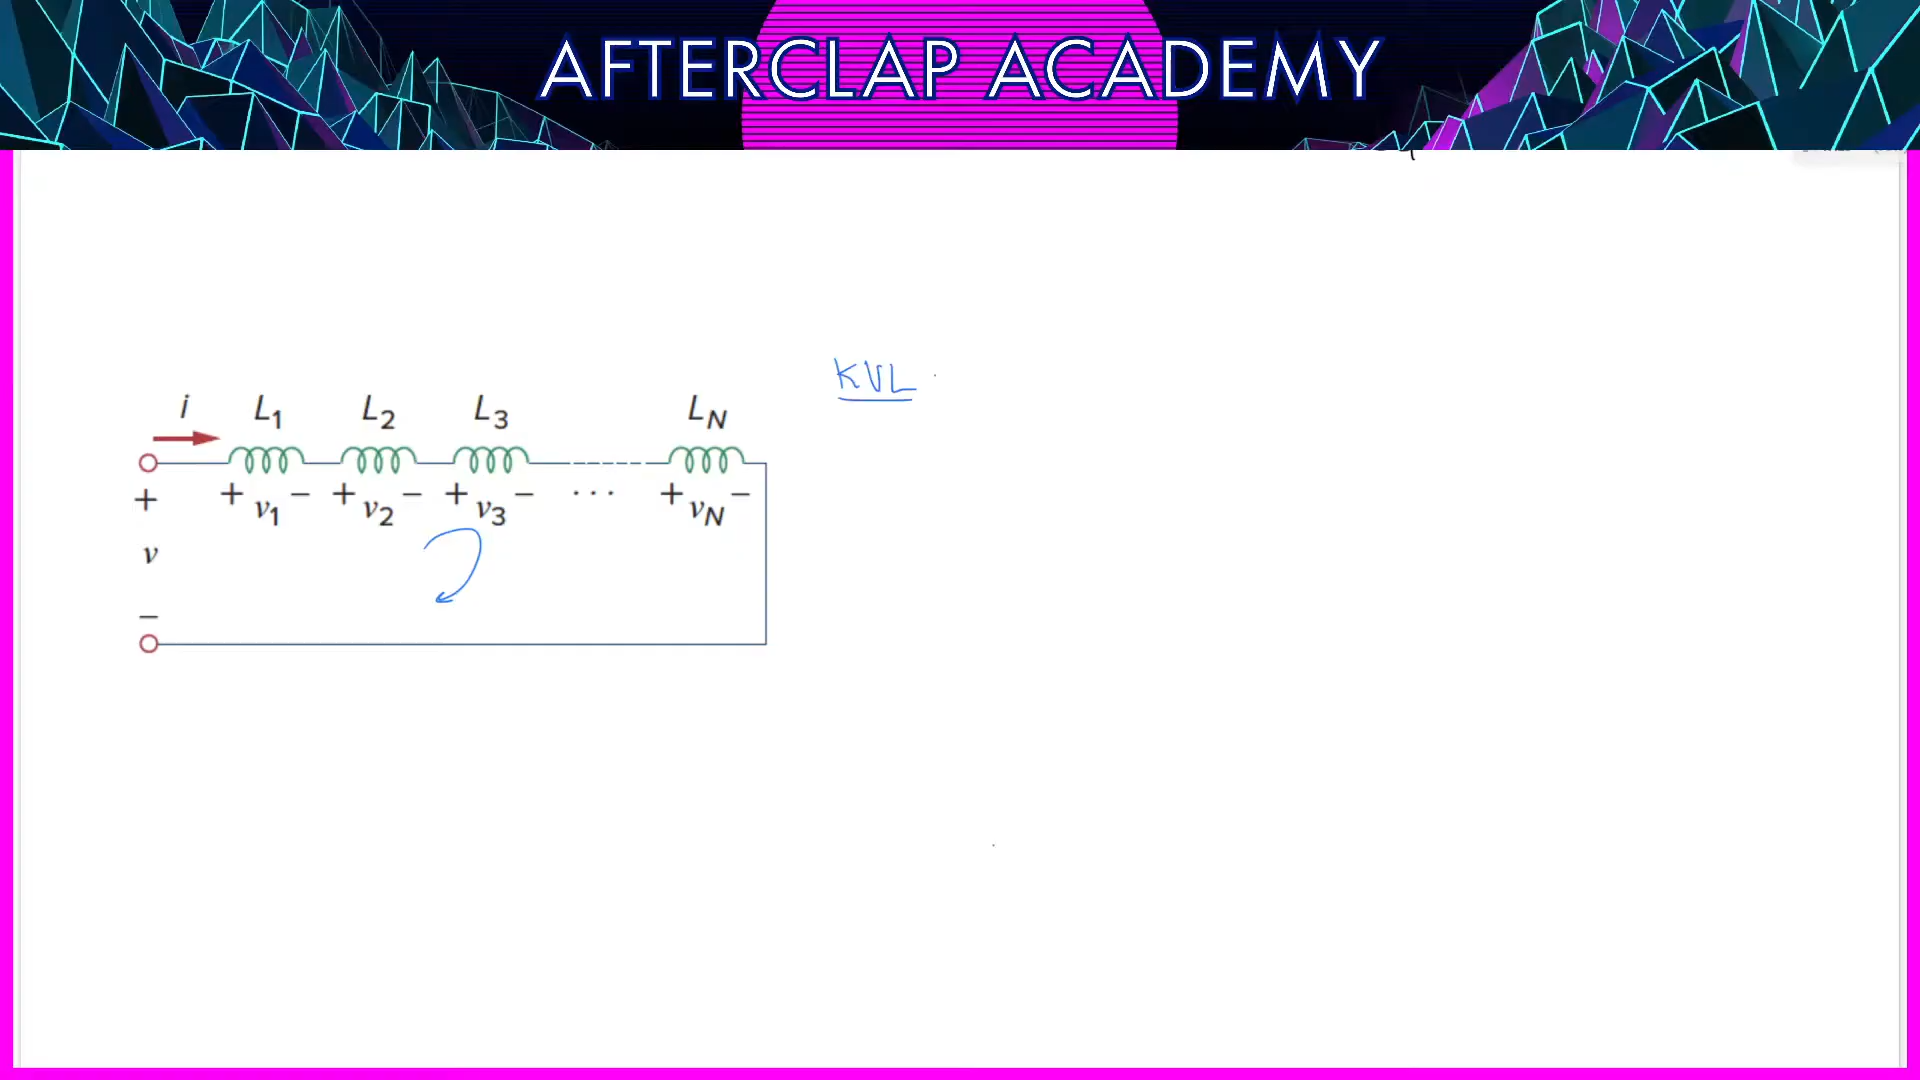 AFTERCLAP ACADEMY
KVL
i L1 L2 L3 LN
+ v1 − + v2 − + v3 − ... + vN −
+
v
−